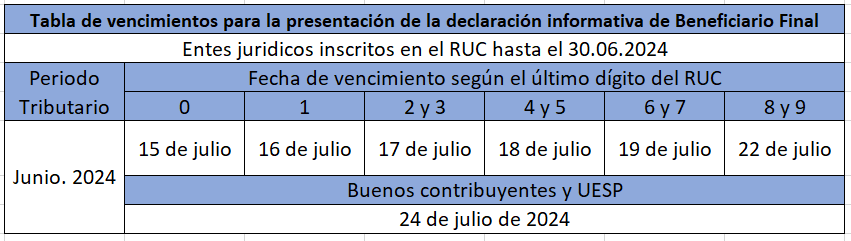 Tabla de vencimientos para la presentación de la declaración informativa de Beneficiario Final
Entes juridicos inscritos en el RUC hasta el 30.06.2024
Periodo Tributario
Fecha de vencimiento según el último dígito del RUC
0 1 2 y 3 4 y 5 6 y 7 8 y 9
Junio. 2024
15 de julio 16 de julio 17 de julio 18 de julio 19 de julio 22 de julio
Buenos contribuyentes y UESP
24 de julio de 2024